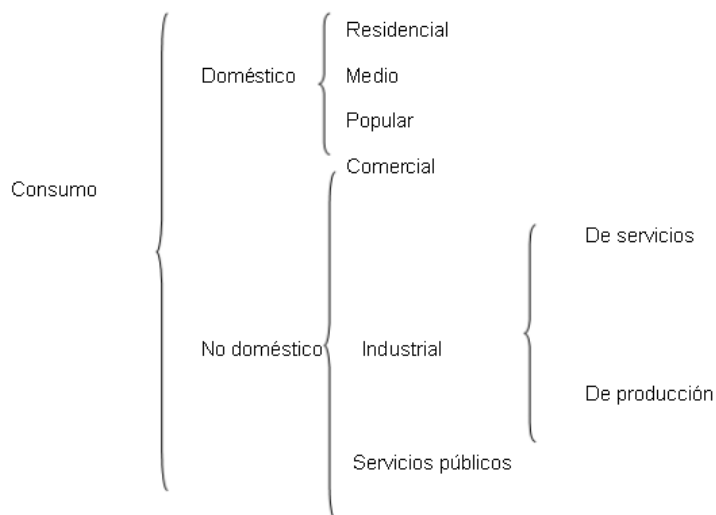 Consumo
Doméstico
Residencial
Medio
Popular
No doméstico
Comercial
Industrial
De servicios
De producción
Servicios públicos